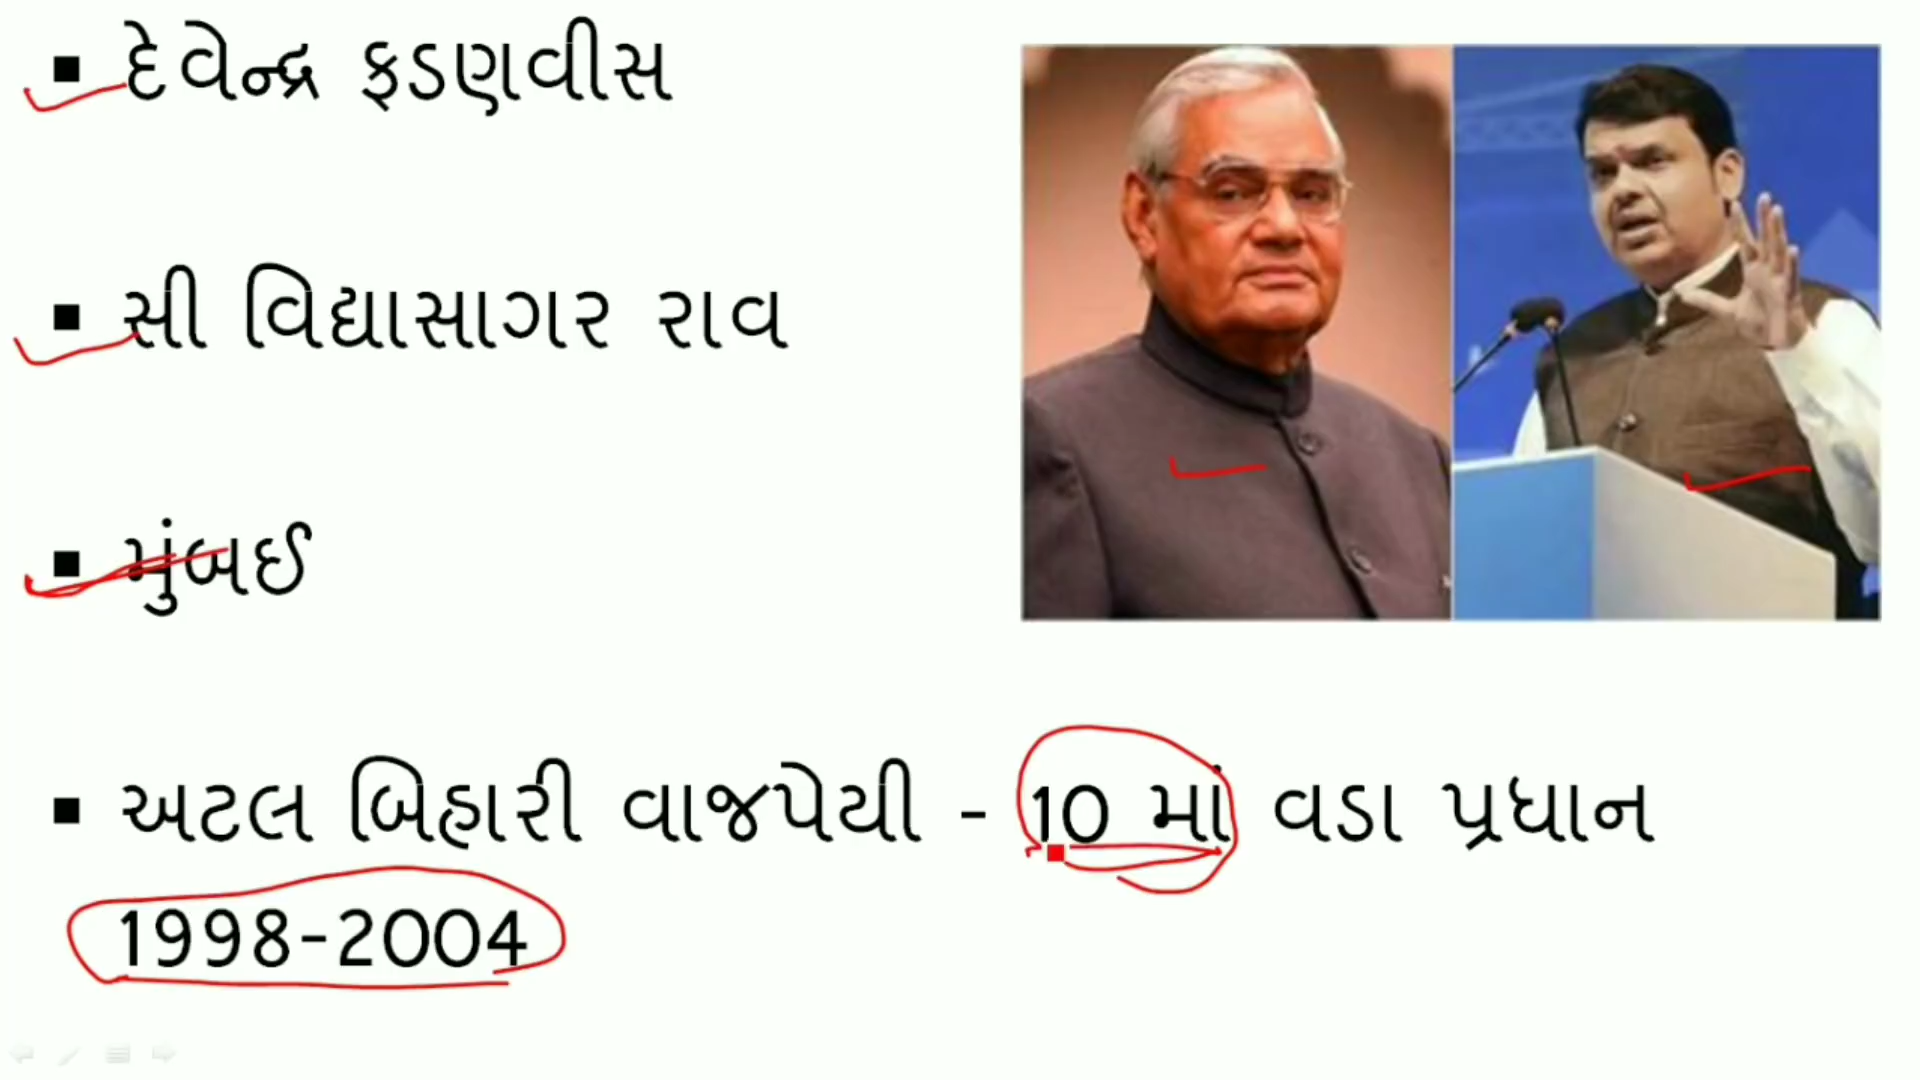 ▪ દેવેન્દ્ર ફડણવીસ
▪ સી વિદ્યાસાગર રાવ
▪ મુંબઈ
▪ અટલ બિહારી વાજપેયી - 10 માં વડા પ્રધાન
1998-2004